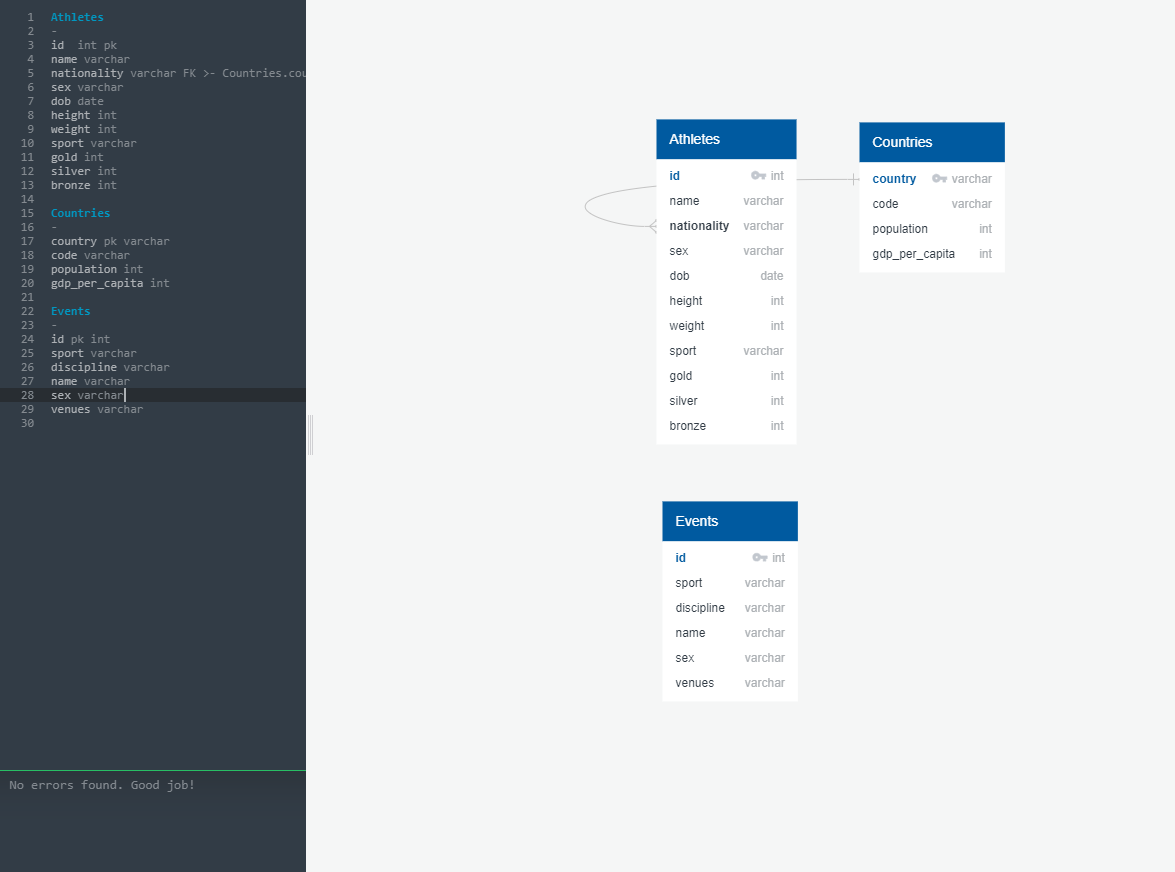 1 Athletes
2 -
3 id  int pk
4 name varchar
5 nationality varchar FK >- Countries.cou
6 sex varchar
7 dob date
8 height int
9 weight int
10 sport varchar
11 gold int
12 silver int
13 bronze int
14
15 Countries
16 -
17 country pk varchar
18 code varchar
19 population int
20 gdp_per_capita int
21
22 Events
23 -
24 id pk int
25 sport varchar
26 discipline varchar
27 name varchar
28 sex varchar
29 venues varchar
30
No errors found. Good job!
Athletes
id int
name varchar
nationality varchar
sex varchar
dob date
height int
weight int
sport varchar
gold int
silver int
bronze int
Countries
country varchar
code varchar
population int
gdp_per_capita int
Events
id int
sport varchar
discipline varchar
name varchar
sex varchar
venues varchar